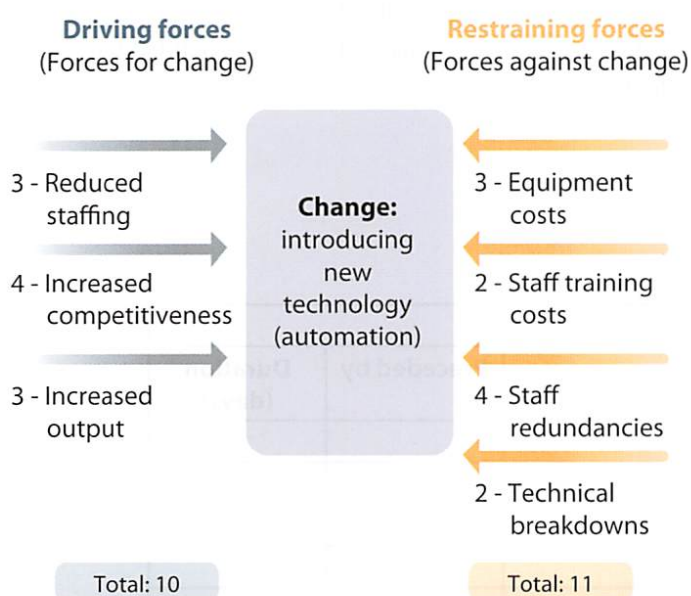 Driving forces
(Forces for change)
Restraining forces
(Forces against change)
3 - Reduced
staffing
4 - Increased
competitiveness
3 - Increased
output
Change:
introducing
new
technology
(automation)
3 - Equipment
costs
2 - Staff training
costs
4 - Staff
redundancies
2 - Technical
breakdowns
Total: 10
Total: 11